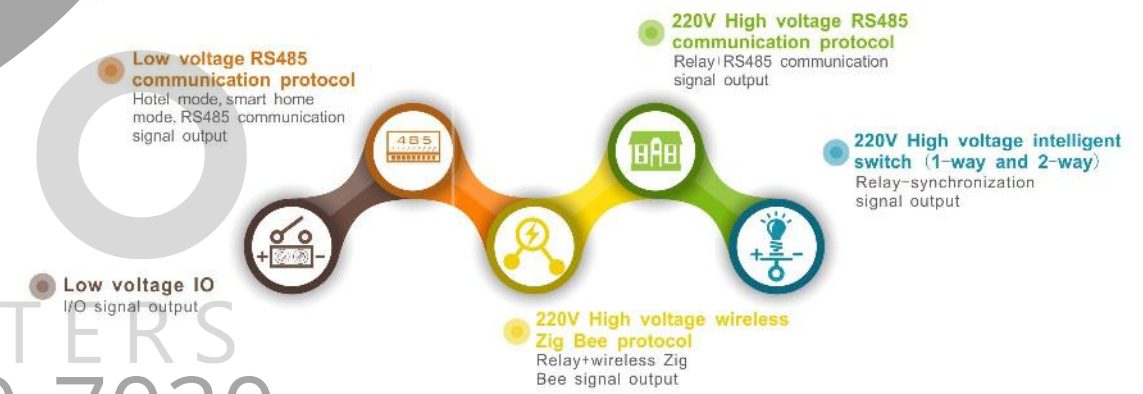 220V High voltage RS485
communication protocol
Relay RS485 communication
signal output
Low voltage RS485
communication protocol
Hotel mode, smart home
mode, RS485 communication
signal output
485
220V High voltage intelligent
switch (1-way and 2-way)
Relay-synchronization
signal output
+ -
+ -
Low voltage IO
I/O signal output
TERS
220V High voltage wireless
Zig Bee protocol
Relay+wireless Zig
Bee signal output